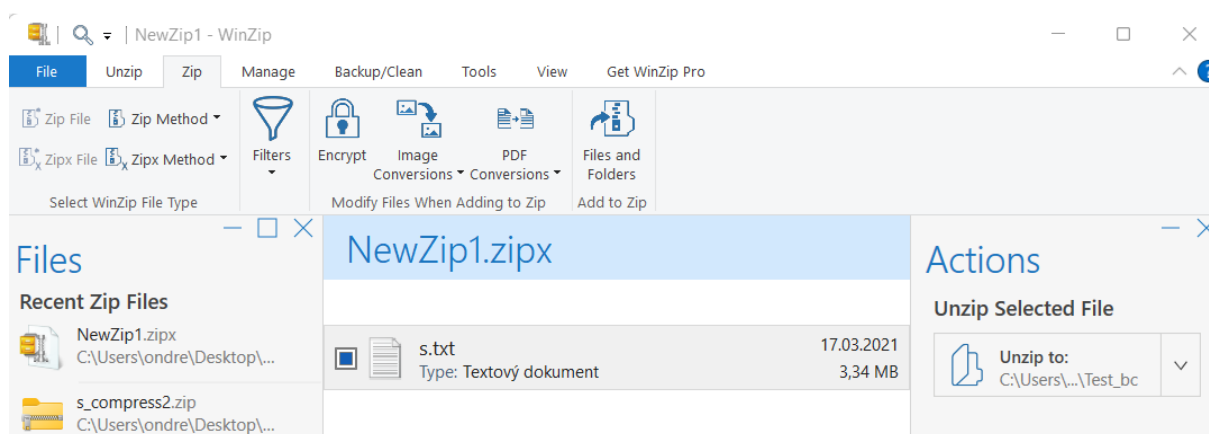 NewZip1 - WinZip
File Unzip Zip Manage Backup/Clean Tools View Get WinZip Pro
Zip File Zip Method
Zipx File Zipx Method
Select WinZip File Type
Filters
Encrypt
Image
Conversions
PDF
Conversions
Modify Files When Adding to Zip
Files and
Folders
Add to Zip
Files
Recent Zip Files
NewZip1.zipx
C:\Users\ondre\Desktop\...
s_compress2.zip
C:\Users\ondre\Desktop\...
NewZip1.zipx
s.txt 17.03.2021
Type: Textový dokument 3,34 MB
Actions
Unzip Selected File
Unzip to:
C:\Users\...\Test_bc